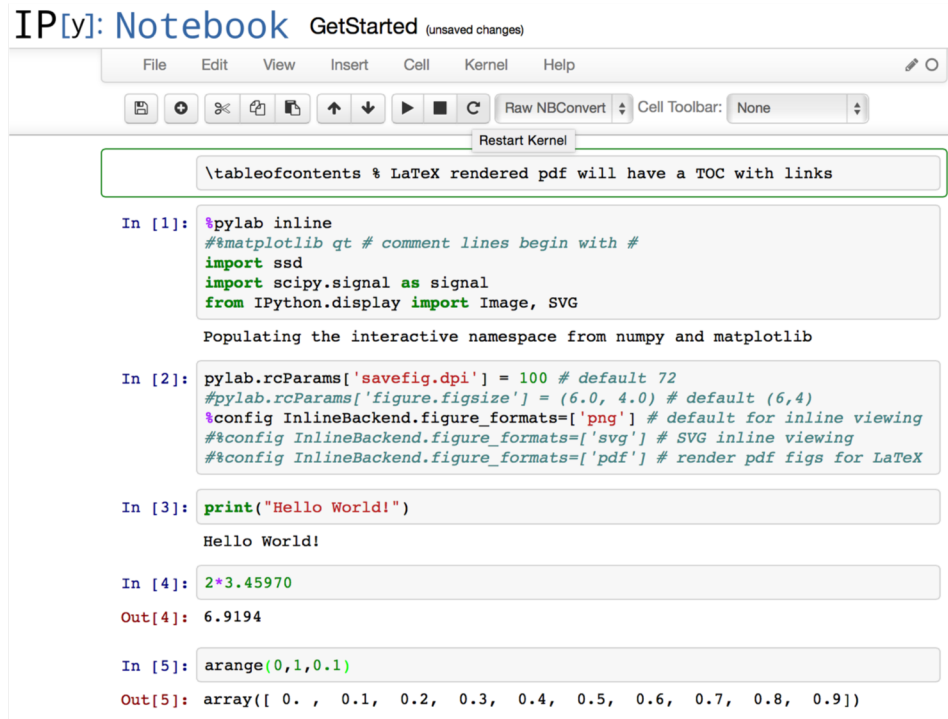 IP[y]: Notebook GetStarted (unsaved changes)
File Edit View Insert Cell Kernel Help
Raw NBConvert Cell Toolbar: None
Restart Kernel
\tableofcontents % LaTeX rendered pdf will have a TOC with links
In [1]: %pylab inline
#%matplotlib qt # comment lines begin with #
import ssd
import scipy.signal as signal
from IPython.display import Image, SVG
Populating the interactive namespace from numpy and matplotlib
In [2]: pylab.rcParams['savefig.dpi'] = 100 # default 72
#pylab.rcParams['figure.figsize'] = (6.0, 4.0) # default (6,4)
%config InlineBackend.figure_formats=['png'] # default for inline viewing
#%config InlineBackend.figure_formats=['svg'] # SVG inline viewing
#%config InlineBackend.figure_formats=['pdf'] # render pdf figs for LaTeX
In [3]: print("Hello World!")
Hello World!
In [4]: 2*3.45970
Out[4]: 6.9194
In [5]: arange(0,1,0.1)
Out[5]: array([ 0. , 0.1, 0.2, 0.3, 0.4, 0.5, 0.6, 0.7, 0.8, 0.9])